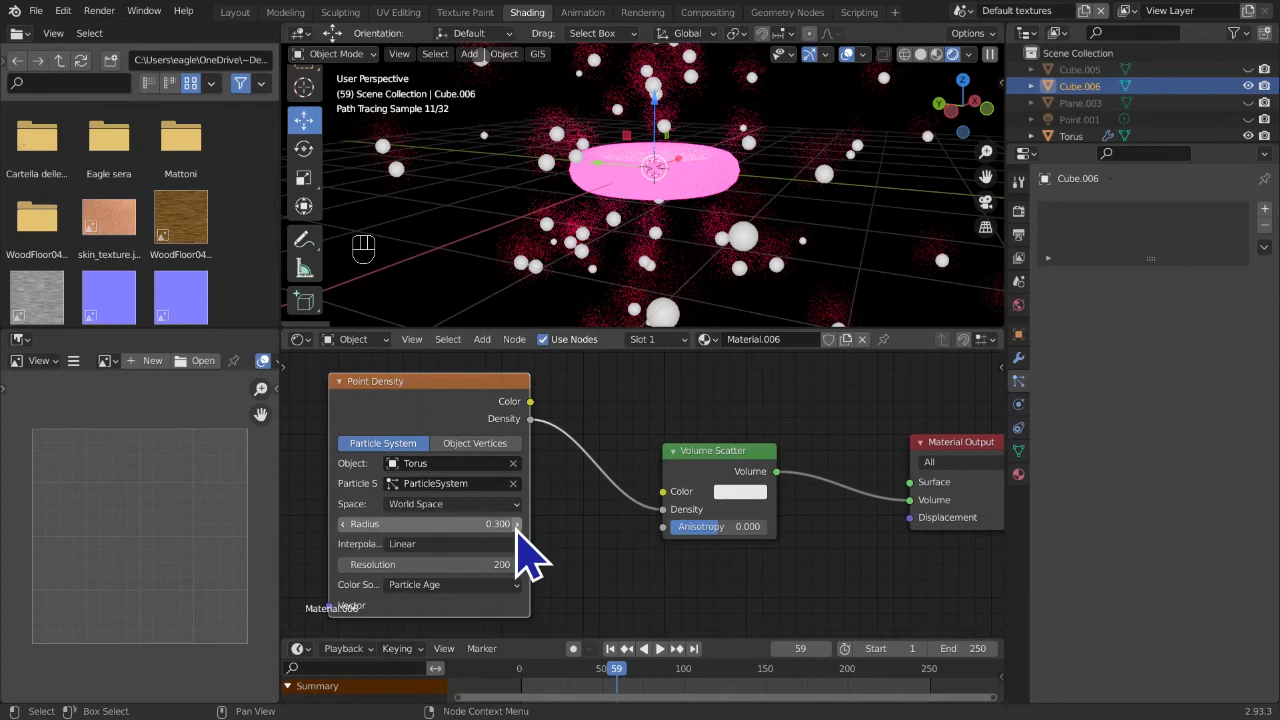 File Edit Render Window Help Layout Modeling Sculpting UV Editing Texture Paint Shading Animation Rendering Compositing Geometry Nodes Scripting + Default textures View Layer
View Select
C:\Users\eagle\OneDrive\~De...
Cartella delle... Eagle sera Mattoni
WoodFloor04... skin_texture.j... WoodFloor04...
Orientation: Default Drag: Select Box Global Options
Object Mode View Select Add Object GIS
User Perspective
(59) Scene Collection | Cube.006
Path Tracing Sample 11/32
Z
Y X
Scene Collection
Cube.005
Cube.006
Plane.003
Point.001
Torus
Cube.006
View New Open
Object View Select Add Node Use Nodes Slot 1 Material.006
Point Density
Color
Density
Particle System Object Vertices
Object: Torus
Particle S ParticleSystem
Space: World Space
Radius 0.300
Interpola... Linear
Resolution 200
Color So... Particle Age
Vector
Material.006
Volume Scatter
Volume
Color
Density
Anisotropy 0.000
Material Output
All
Surface
Volume
Displacement
Playback Keying View Marker 59 Start 1 End 250
0 50 59 100 150 200 250
Summary
Select Box Select Pan View Node Context Menu 2.93.3